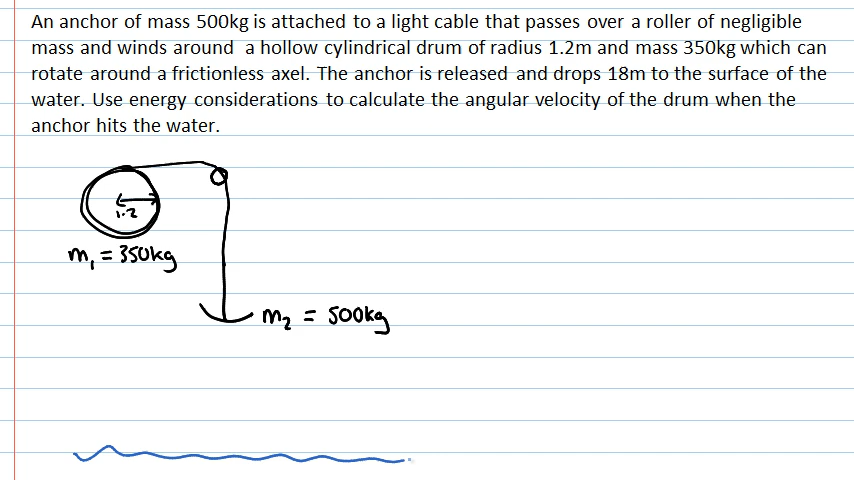 An anchor of mass 500kg is attached to a light cable that passes over a roller of negligible
mass and winds around a hollow cylindrical drum of radius 1.2m and mass 350kg which can
rotate around a frictionless axel. The anchor is released and drops 18m to the surface of the
water. Use energy considerations to calculate the angular velocity of the drum when the
anchor hits the water.
1.2
m₁ = 350kg
m₂ = 500kg